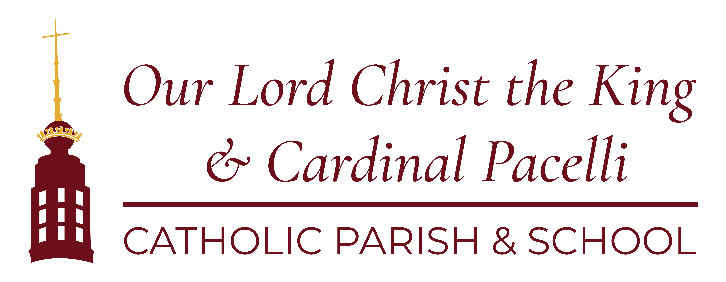 Our Lord Christ the King
& Cardinal Pacelli
CATHOLIC PARISH & SCHOOL